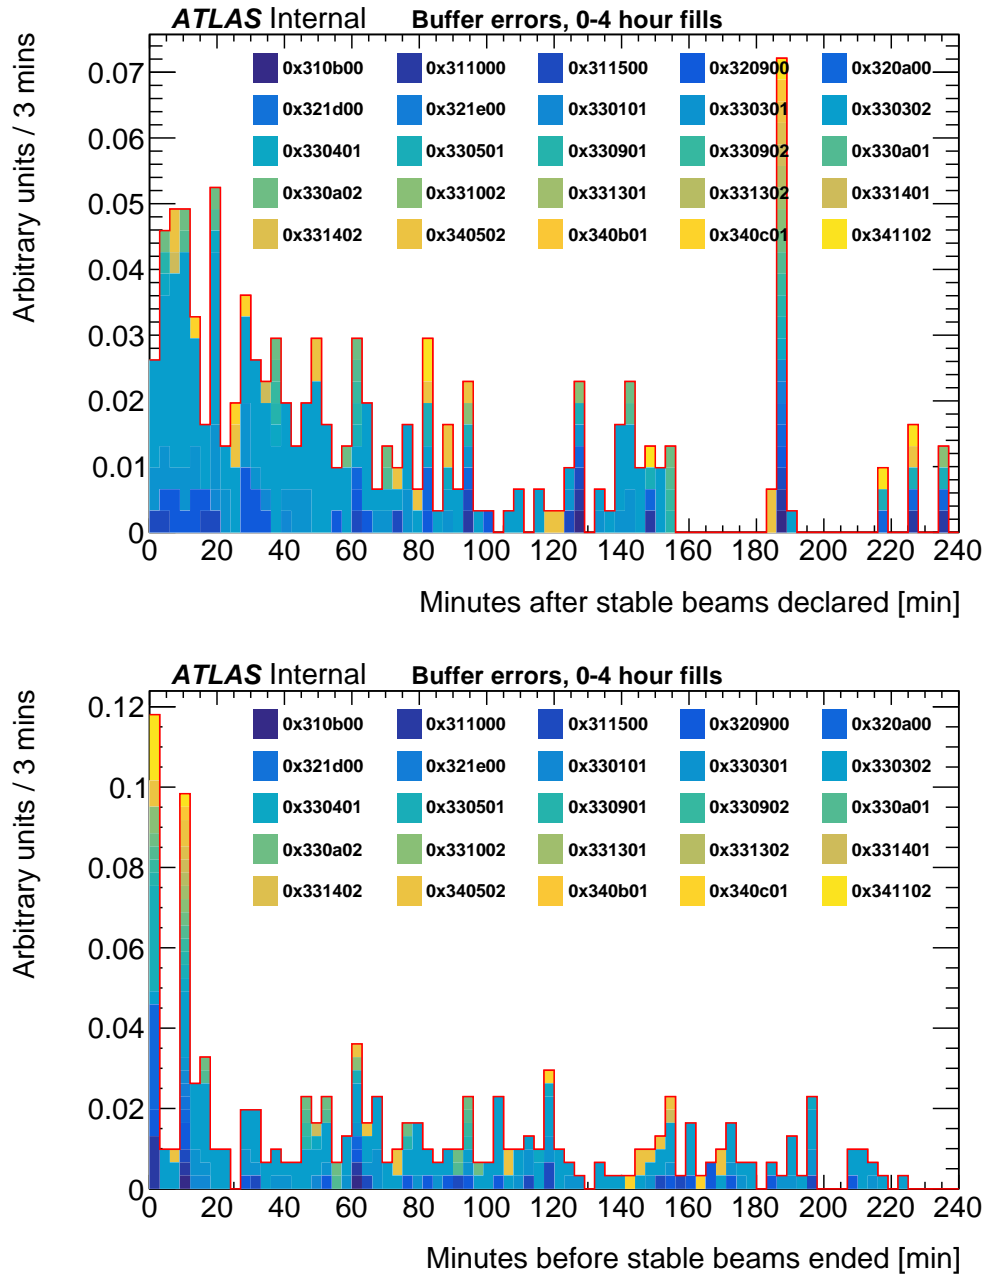 ATLAS Internal Buffer errors, 0-4 hour fills
Arbitrary units / 3 mins
0x310b00 0x311000 0x311500 0x320900 0x320a00
0x321d00 0x321e00 0x330101 0x330301 0x330302
0x330401 0x330501 0x330901 0x330902 0x330a01
0x330a02 0x331002 0x331301 0x331302 0x331401
0x331402 0x340502 0x340b01 0x340c01 0x341102
0.07
0.06
0.05
0.04
0.03
0.02
0.01
0
0 20 40 60 80 100 120 140 160 180 200 220 240
Minutes after stable beams declared [min]
ATLAS Internal Buffer errors, 0-4 hour fills
Arbitrary units / 3 mins
0x310b00 0x311000 0x311500 0x320900 0x320a00
0x321d00 0x321e00 0x330101 0x330301 0x330302
0x330401 0x330501 0x330901 0x330902 0x330a01
0x330a02 0x331002 0x331301 0x331302 0x331401
0x331402 0x340502 0x340b01 0x340c01 0x341102
0.12
0.1
0.08
0.06
0.04
0.02
0
0 20 40 60 80 100 120 140 160 180 200 220 240
Minutes before stable beams ended [min]